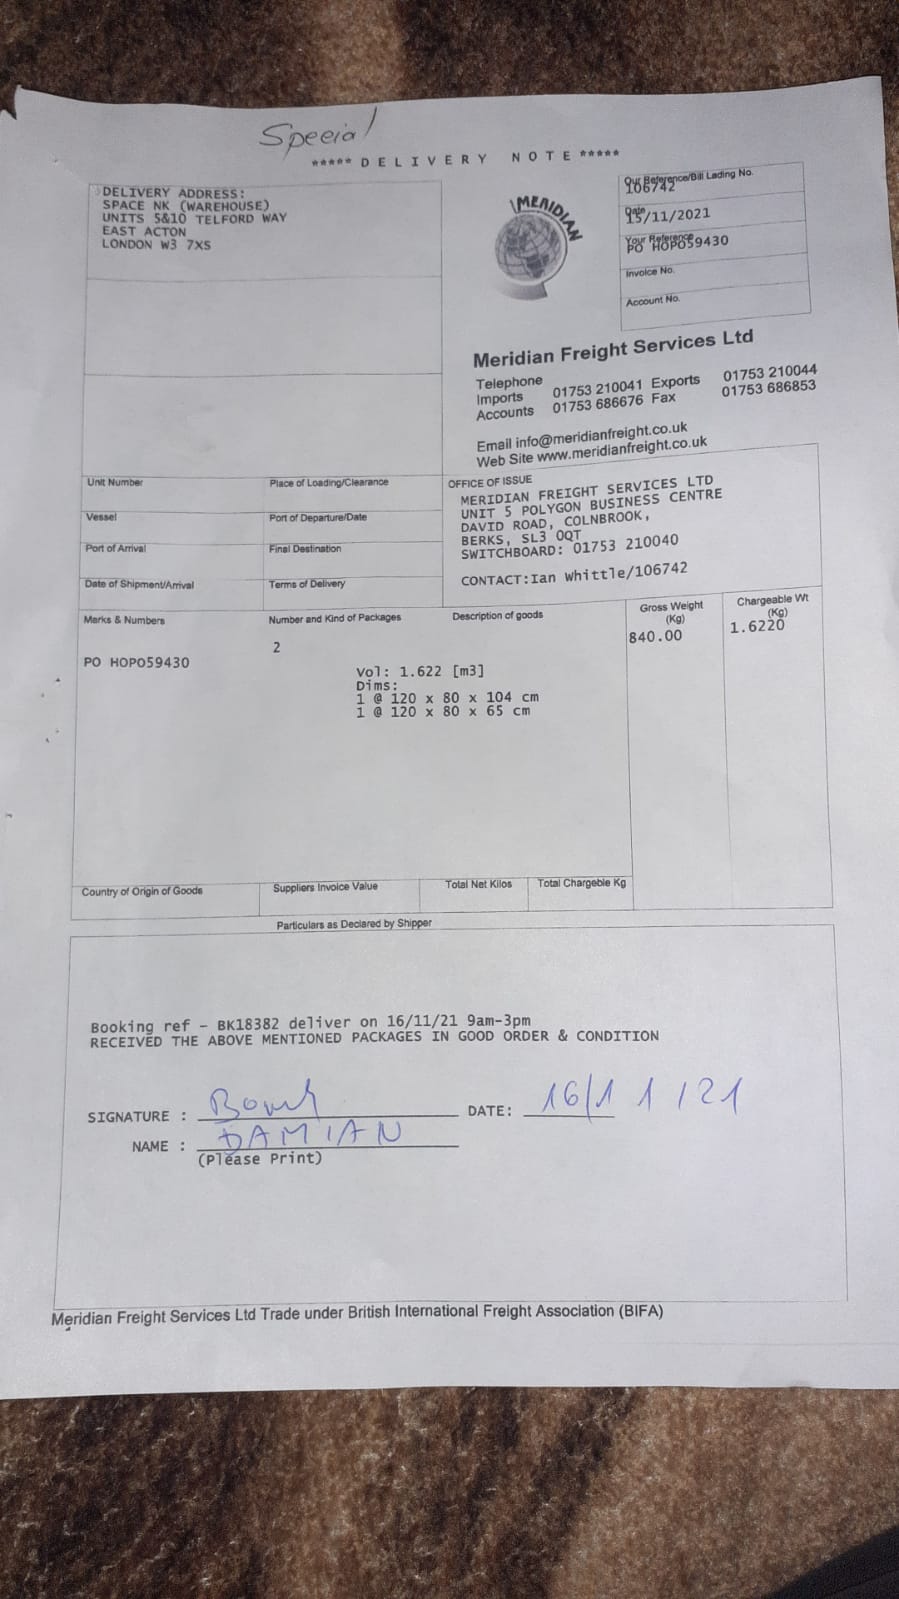 Special
***** DELIVERY NOTE *****
DELIVERY ADDRESS:
SPACE NK (WAREHOUSE)
UNITS 5&10 TELFORD WAY
EAST ACTON
LONDON W3 7XS
MERIDIAN
Our Reference/Bill Lading No.
106742
Date
15/11/2021
Your Reference
PO HOPO59430
Invoice No.
Account No.
Meridian Freight Services Ltd
Telephone
Imports 01753 210041 Exports 01753 210044
Accounts 01753 686676 Fax 01753 686853
Email info@meridianfreight.co.uk
Web Site www.meridianfreight.co.uk
Unit Number
Place of Loading/Clearance
Vessel
Port of Departure/Date
Port of Arrival
Final Destination
Date of Shipment/Arrival
Terms of Delivery
OFFICE OF ISSUE
MERIDIAN FREIGHT SERVICES LTD
UNIT 5 POLYGON BUSINESS CENTRE
DAVID ROAD, COLNBROOK,
BERKS, SL3 0QT
SWITCHBOARD: 01753 210040
CONTACT:Ian Whittle/106742
Marks & Numbers
Number and Kind of Packages
Description of goods
Gross Weight (Kg)
Chargeable Wt (Kg)
2
840.00
1.6220
PO HOPO59430
Vol: 1.622 [m3]
Dims:
1 @ 120 x 80 x 104 cm
1 @ 120 x 80 x 65 cm
Country of Origin of Goods
Suppliers Invoice Value
Total Net Kilos
Total Chargeble Kg
Particulars as Declared by Shipper
Booking ref - BK18382 deliver on 16/11/21 9am-3pm
RECEIVED THE ABOVE MENTIONED PACKAGES IN GOOD ORDER & CONDITION
SIGNATURE :
DATE: 16/11/21
NAME : DAMIAN
(Please Print)
Meridian Freight Services Ltd Trade under British International Freight Association (BIFA)